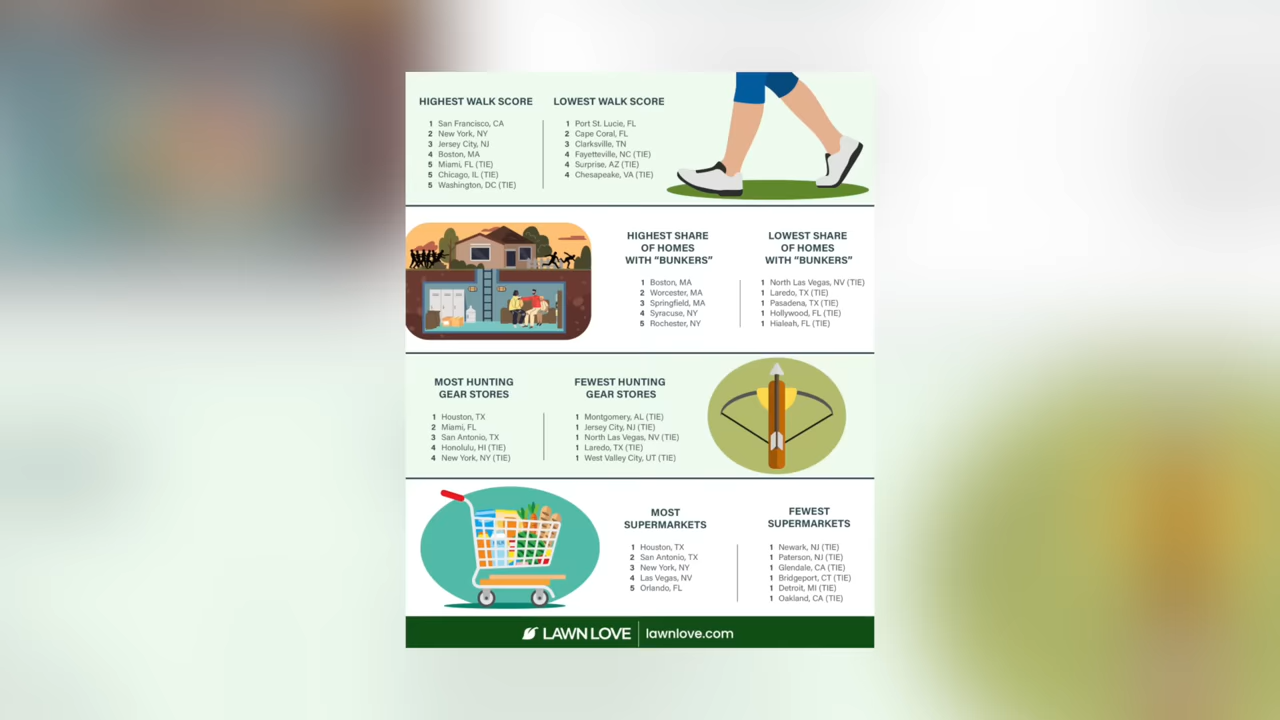 HIGHEST WALK SCORE
1 San Francisco, CA
2 New York, NY
3 Jersey City, NJ
4 Boston, MA
5 Miami, FL (TIE)
5 Chicago, IL (TIE)
5 Washington, DC (TIE)
LOWEST WALK SCORE
1 Port St. Lucie, FL
2 Cape Coral, FL
3 Clarksville, TN
4 Fayetteville, NC (TIE)
4 Surprise, AZ (TIE)
4 Chesapeake, VA (TIE)
HIGHEST SHARE
OF HOMES
WITH "BUNKERS"
1 Boston, MA
2 Worcester, MA
3 Springfield, MA
4 Syracuse, NY
5 Rochester, NY
LOWEST SHARE
OF HOMES
WITH "BUNKERS"
1 North Las Vegas, NV (TIE)
1 Laredo, TX (TIE)
1 Pasadena, TX (TIE)
1 Hollywood, FL (TIE)
1 Hialeah, FL (TIE)
MOST HUNTING
GEAR STORES
1 Houston, TX
2 Miami, FL
3 San Antonio, TX
4 Honolulu, HI (TIE)
4 New York, NY (TIE)
FEWEST HUNTING
GEAR STORES
1 Montgomery, AL (TIE)
1 Jersey City, NJ (TIE)
1 North Las Vegas, NV (TIE)
1 Laredo, TX (TIE)
1 West Valley City, UT (TIE)
MOST
SUPERMARKETS
1 Houston, TX
2 San Antonio, TX
3 New York, NY
4 Las Vegas, NV
5 Orlando, FL
FEWEST
SUPERMARKETS
1 Newark, NJ (TIE)
1 Paterson, NJ (TIE)
1 Glendale, CA (TIE)
1 Bridgeport, CT (TIE)
1 Detroit, MI (TIE)
1 Oakland, CA (TIE)
LAWN LOVE lawnlove.com